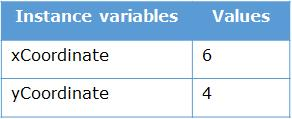 Instance variables Values
xCoordinate 6
yCoordinate 4